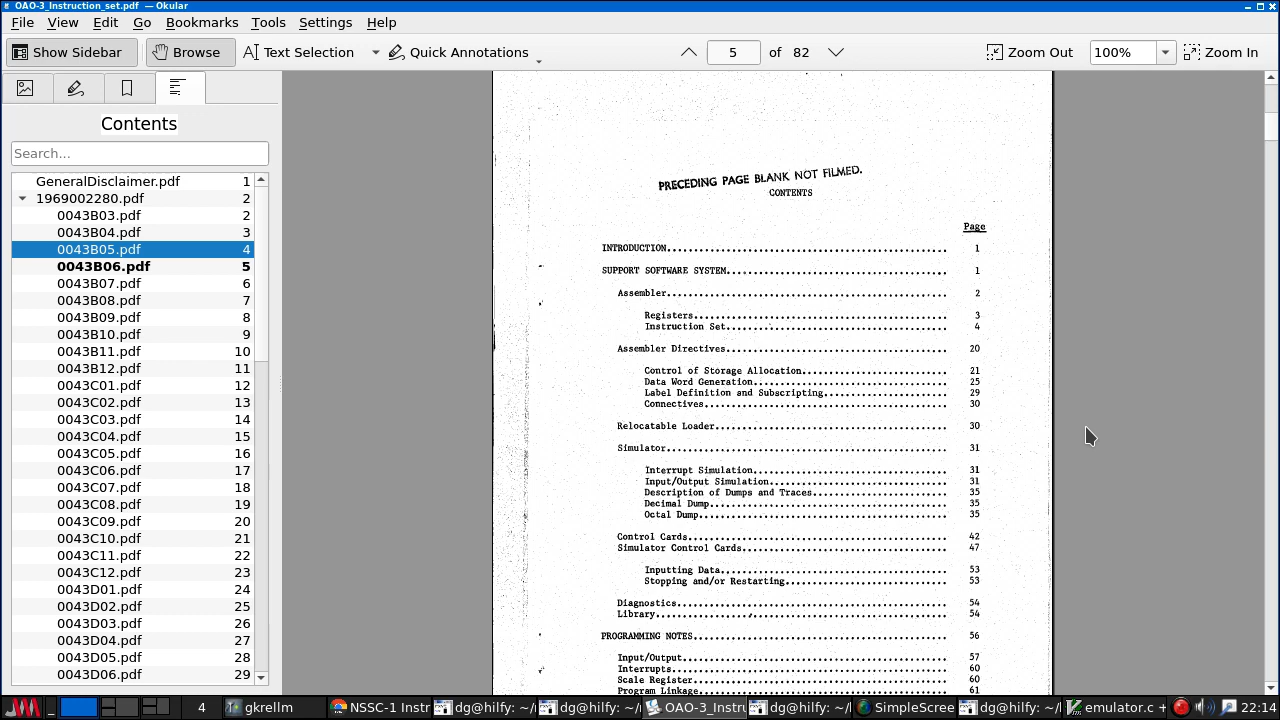 OAO-3_Instruction_set.pdf — Okular
File View Edit Go Bookmarks Tools Settings Help
Show Sidebar Browse Text Selection Quick Annotations 5 of 82 Zoom Out 100% Zoom In
Contents
Search...
GeneralDisclaimer.pdf 1
1969002280.pdf 2
0043B03.pdf 2
0043B04.pdf 3
0043B05.pdf 4
0043B06.pdf 5
0043B07.pdf 6
0043B08.pdf 7
0043B09.pdf 8
0043B10.pdf 9
0043B11.pdf 10
0043B12.pdf 11
0043C01.pdf 12
0043C02.pdf 13
0043C03.pdf 14
0043C04.pdf 15
0043C05.pdf 16
0043C06.pdf 17
0043C07.pdf 18
0043C08.pdf 19
0043C09.pdf 20
0043C10.pdf 21
0043C11.pdf 22
0043C12.pdf 23
0043D01.pdf 24
0043D02.pdf 25
0043D03.pdf 26
0043D04.pdf 27
0043D05.pdf 28
0043D06.pdf 29
PRECEDING PAGE BLANK NOT FILMED.
CONTENTS
Page
INTRODUCTION 1
SUPPORT SOFTWARE SYSTEM 1
Assembler 2
Registers 3
Instruction Set 4
Assembler Directives 20
Control of Storage Allocation 21
Data Word Generation 25
Label Definition and Subscripting 29
Connectives 30
Relocatable Loader 30
Simulator 31
Interrupt Simulation 31
Input/Output Simulation 31
Description of Dumps and Traces 35
Decimal Dump 35
Octal Dump 35
Control Cards 42
Simulator Control Cards 47
Inputting Data 53
Stopping and/or Restarting 53
Diagnostics 54
Library 54
PROGRAMMING NOTES 56
Input/Output 57
Interrupts 60
Scale Register 60
Program Linkage 61
4 gkrellm NSSC-1 Instr dg@hilfy: ~/ dg@hilfy: ~/ OAO-3_Instru dg@hilfy: ~/ SimpleScree dg@hilfy: ~/ emulator.c + 22:14